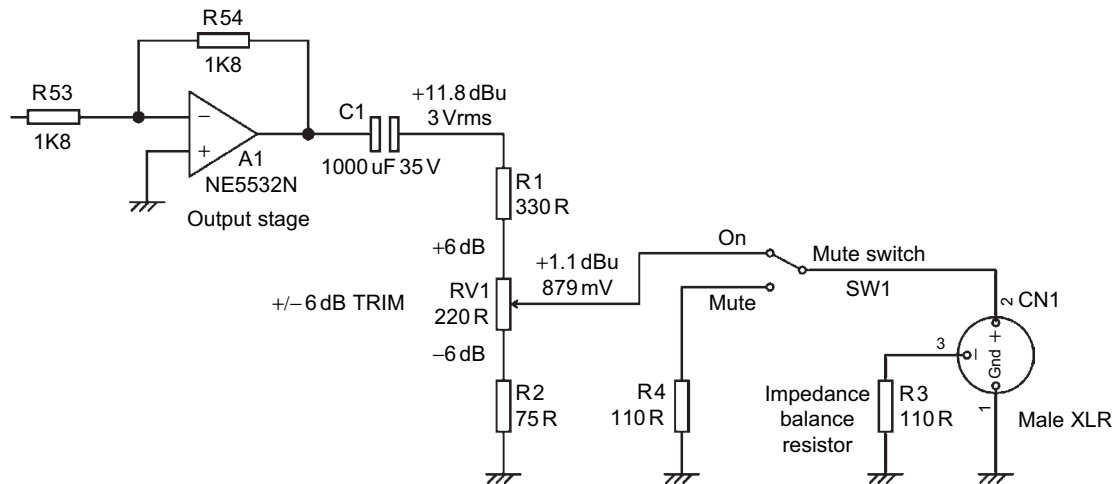 R54
1K8
R53
1K8
−
+
A1
NE5532N
Output stage
C1
1000 uF 35 V
+11.8 dBu
3 Vrms
R1
330 R
+6 dB
+/− 6 dB TRIM
RV1
220 R
−6 dB
+1.1 dBu
879 mV
R2
75 R
On
Mute
Mute switch
SW1
R4
110 R
Impedance
balance
resistor
R3
110 R
2
CN1
3
−
Gnd
+
1
Male XLR